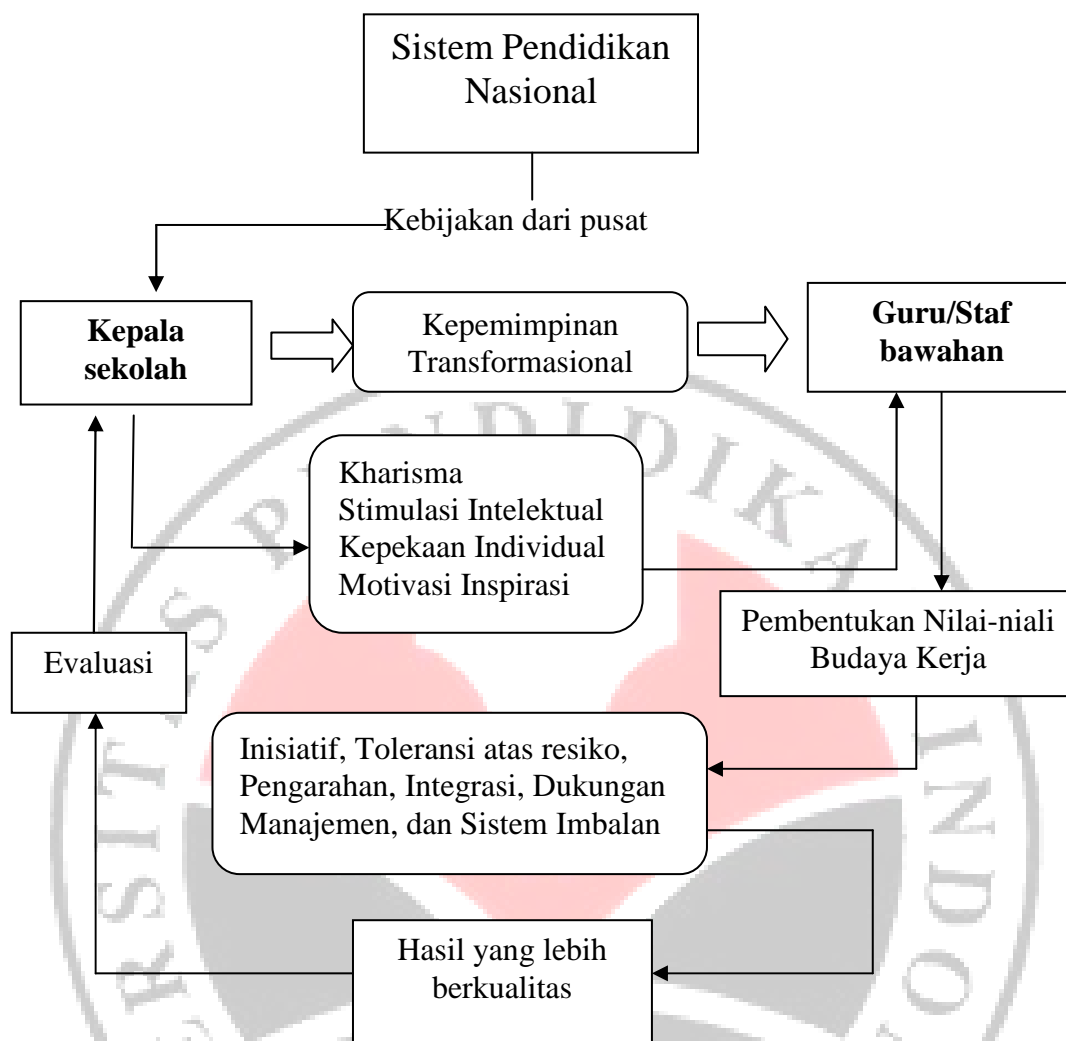 Sistem Pendidikan
Nasional
Kebijakan dari pusat
Kepala
sekolah
Kepemimpinan
Transformasional
Guru/Staf
bawahan
Kharisma
Stimulasi Intelektual
Kepekaan Individual
Motivasi Inspirasi
Pembentukan Nilai-niali
Budaya Kerja
Evaluasi
Inisiatif, Toleransi atas resiko,
Pengarahan, Integrasi, Dukungan
Manajemen, dan Sistem Imbalan
Hasil yang lebih
berkualitas